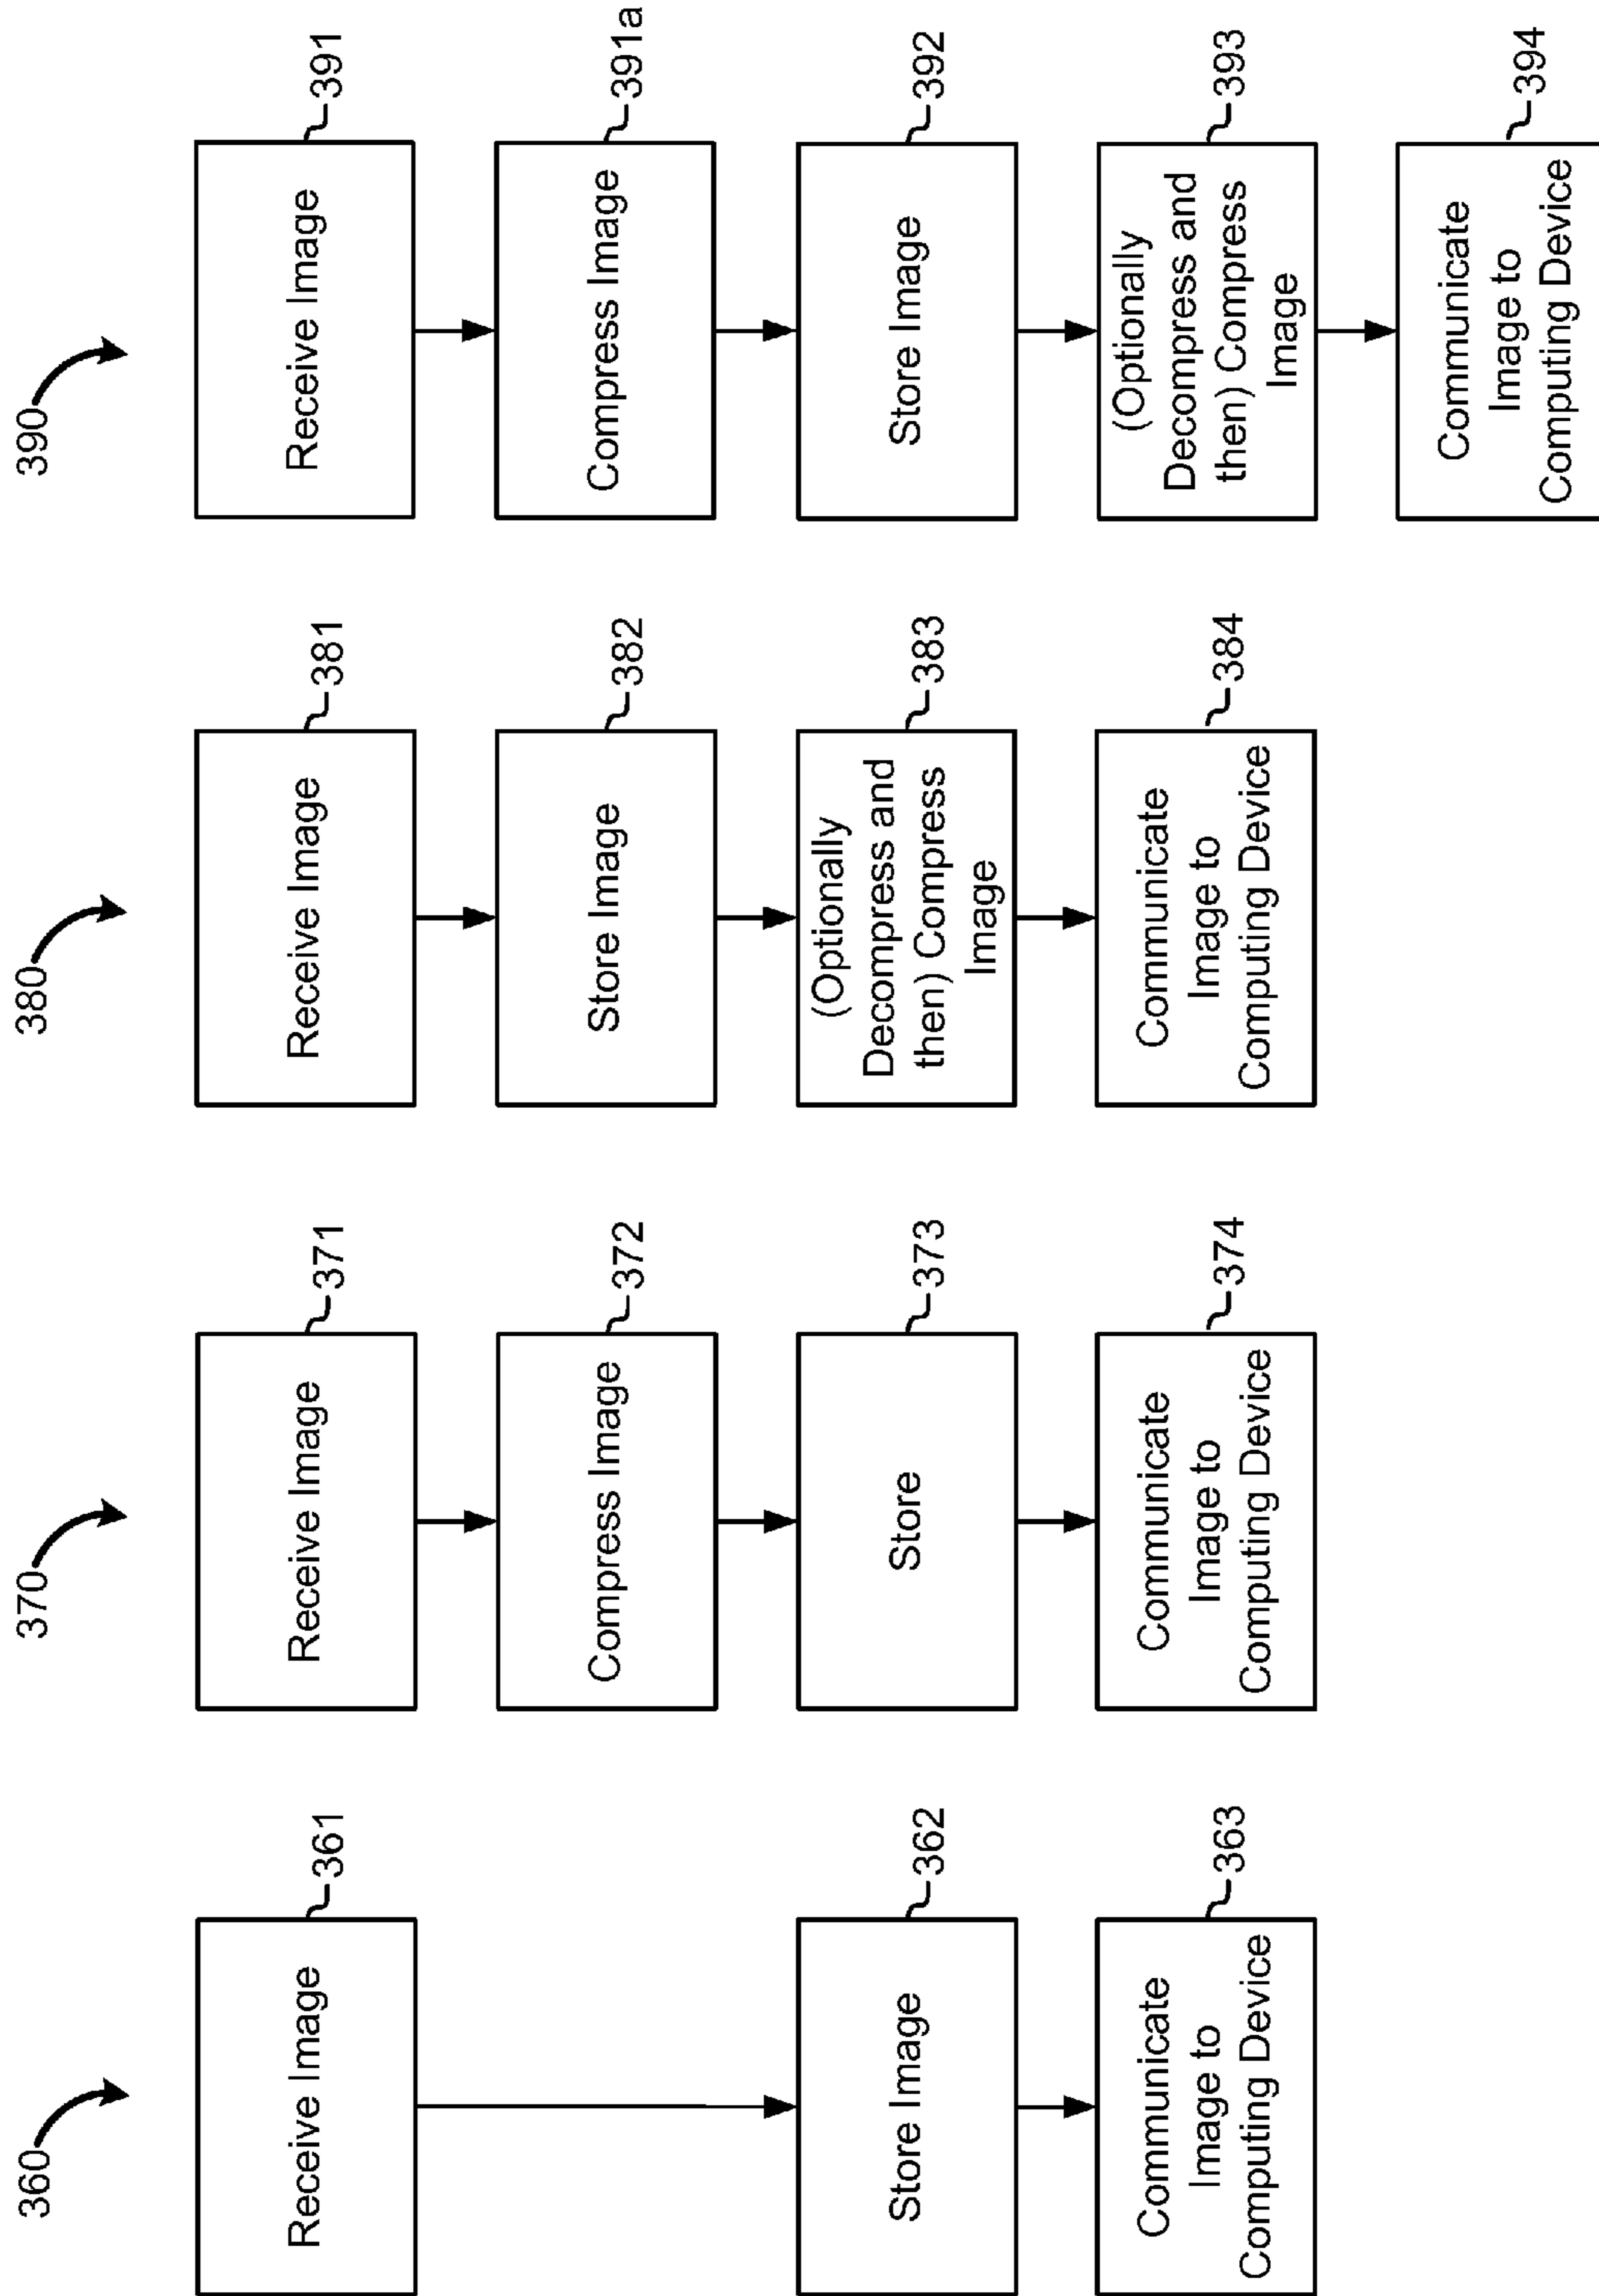 360
Receive Image
361
Store Image
362
Communicate
Image to
Computing Device
363
370
Receive Image
371
Compress Image
372
Store
373
Communicate
Image to
Computing Device
374
380
Receive Image
381
Store Image
382
(Optionally
Decompress and
then) Compress
Image
383
Communicate
Image to
Computing Device
384
390
Receive Image
391
Compress Image
391a
Store Image
392
(Optionally
Decompress and
then) Compress
Image
393
Communicate
Image to
Computing Device
394